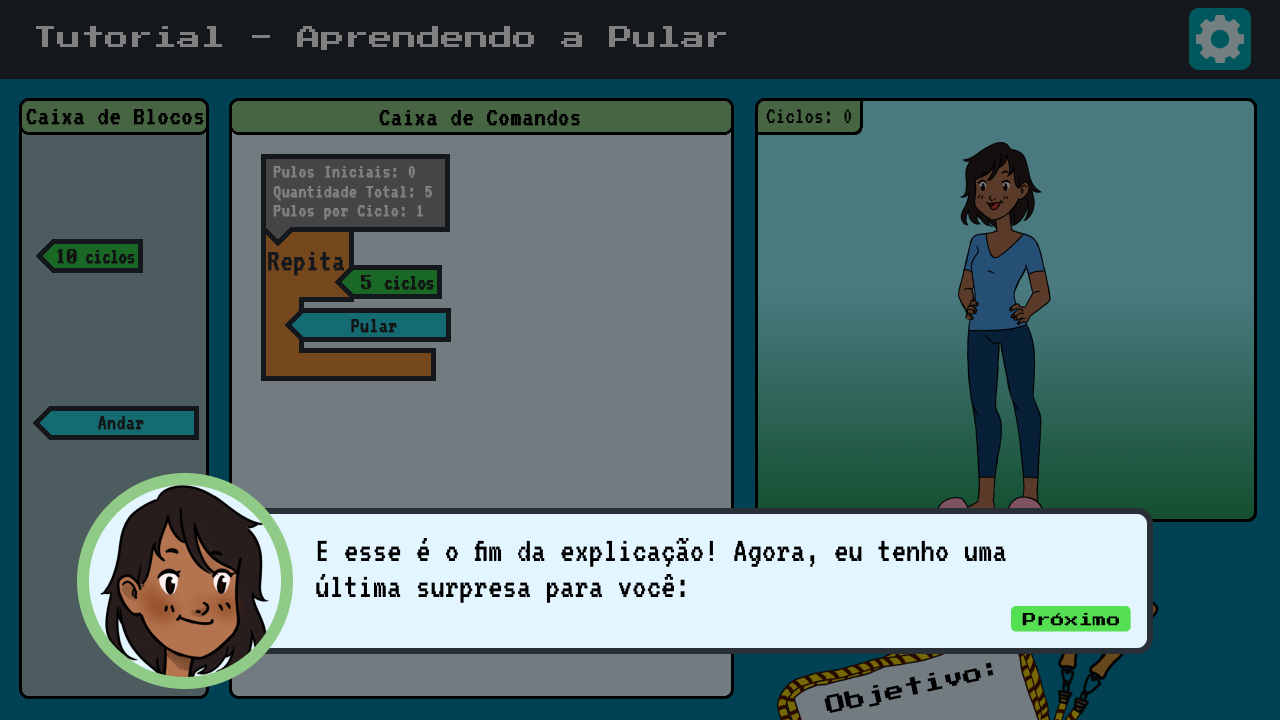 Tutorial - Aprendendo a Pular
Caixa de Blocos
Caixa de Comandos
Ciclos: 0
Pulos Iniciais: 0
Quantidade Total: 5
Pulos por Ciclo: 1
10 ciclos
Repita
5 ciclos
Pular
Andar
E esse é o fim da explicação! Agora, eu tenho uma
última surpresa para você:
Próximo
Objetivo: